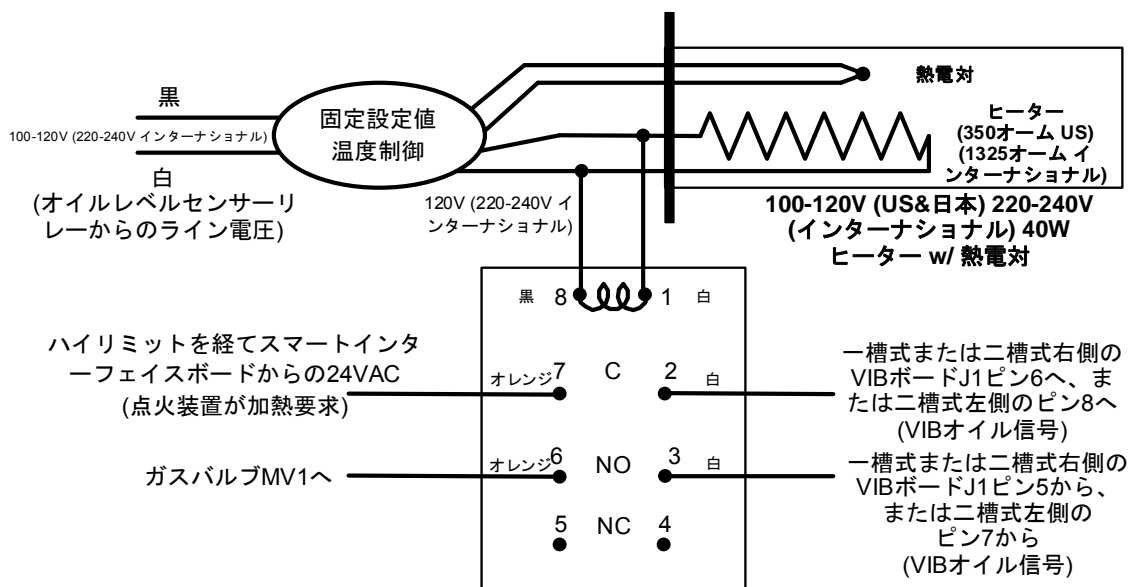 黒
100-120V (220-240V インターナショナル)
白
(オイルレベルセンサーリ
レーからのライン電圧)
固定設定値
温度制御
熱電対
ヒーター
(350オーム US)
(1325オーム イ
ンターナショナル)
120V (220-240V イ
ンターナショナル)
100-120V (US&日本) 220-240V
(インターナショナル) 40W
ヒーター w/ 熱電対
黒 8 1 白
ハイリミットを経てスマートインタ
ーフェイスボードからの24VAC
(点火装置が加熱要求)
オレンジ 7 C 2 白
一槽式または二槽式右側の
VIBボードJ1ピン6へ、ま
たは二槽式左側のピン8へ
(VIBオイル信号)
ガスバルブMV1へ
オレンジ 6 NO 3 白
一槽式または二槽式右側の
VIBボードJ1ピン5から、
または二槽式左側の
ピン7から
(VIBオイル信号)
5 NC 4